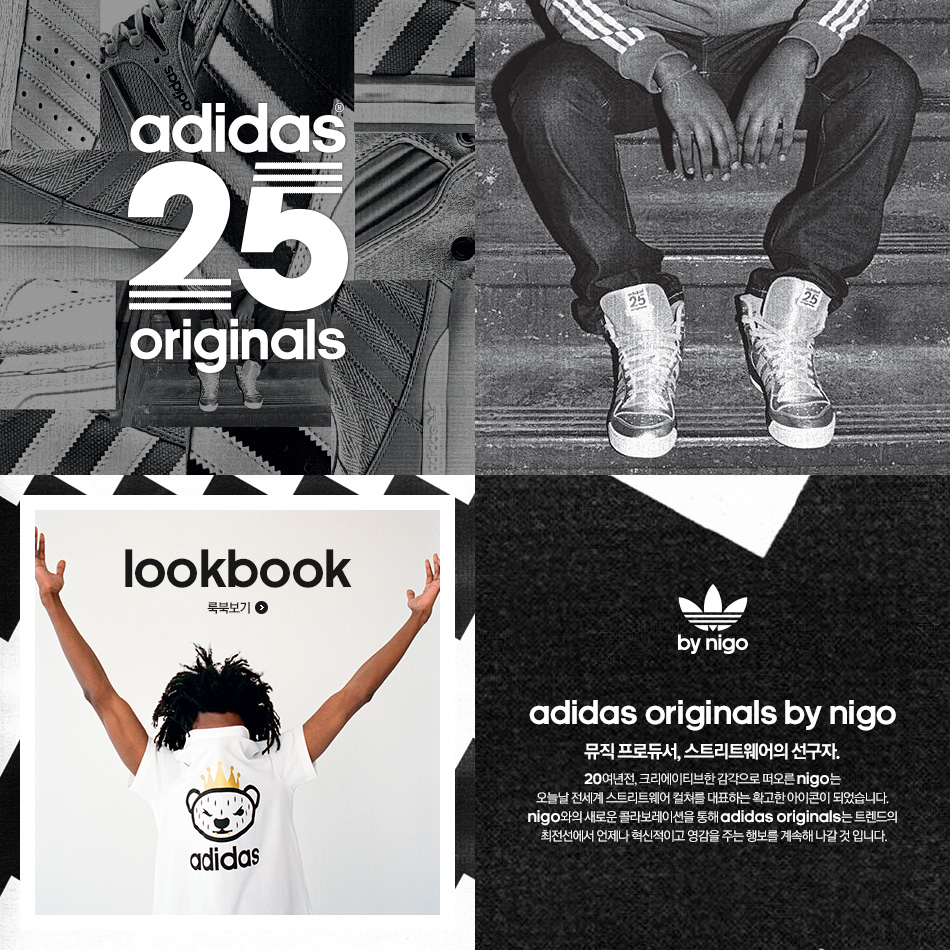 adidas
adidas®
25
originals
25
25
lookbook
룩북보기
adidas
by nigo
adidas originals by nigo
뮤직 프로듀서, 스트리트웨어의 선구자.
20여년전, 크리에이티브한 감각으로 떠오른 nigo는
오늘날 전세계 스트리트웨어 컬쳐를 대표하는 확고한 아이콘이 되었습니다.
nigo와의 새로운 콜라보레이션을 통해 adidas originals는 트렌드의
최전선에서 언제나 혁신적이고 영감을 주는 행보를 계속해 나갈 것 입니다.